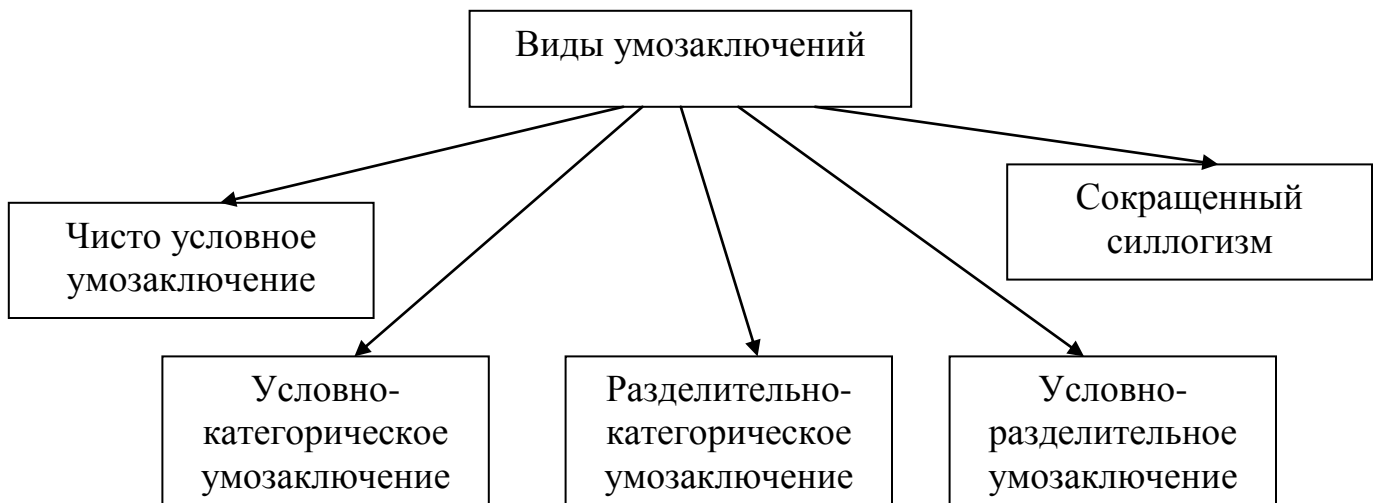 Виды умозаключений
Сокращенный
силлогизм
Чисто условное
умозаключение
Условно-
категорическое
умозаключение
Разделительно-
категорическое
умозаключение
Условно-
разделительное
умозаключение